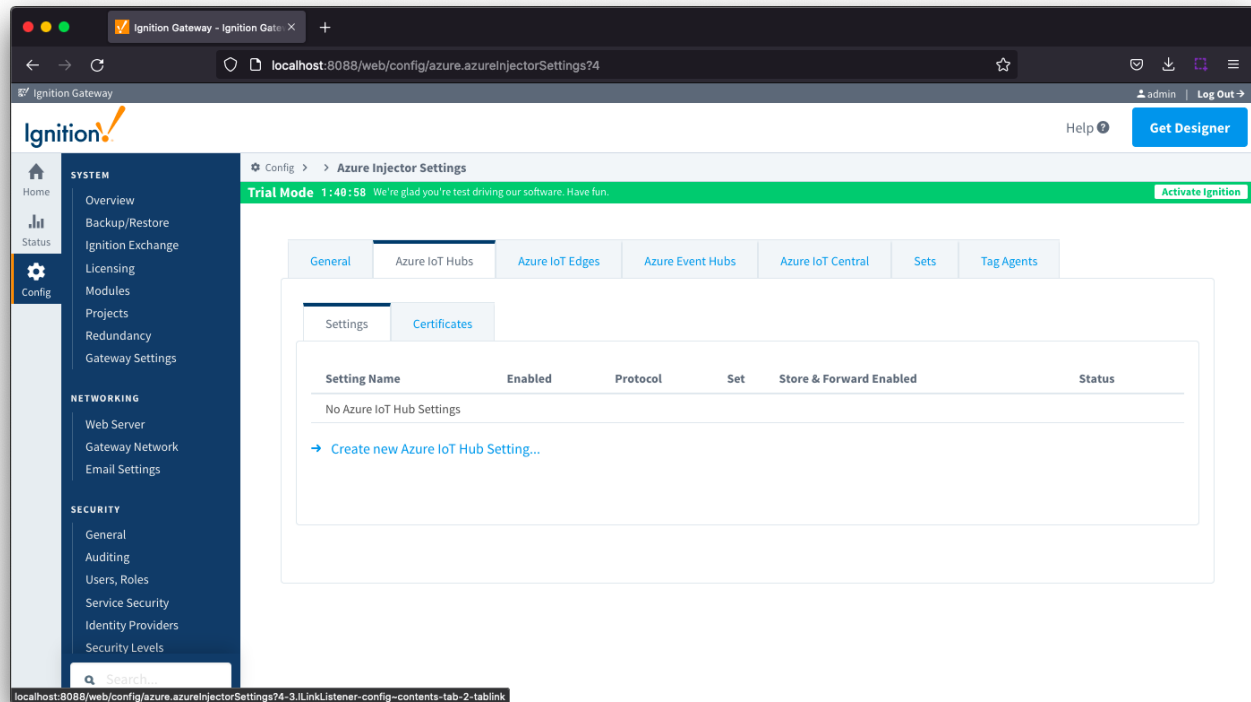 Ignition Gateway - Ignition Gate
localhost:8088/web/config/azure.azureInjectorSettings?4
Ignition Gateway
admin | Log Out
Ignition!
Help
Get Designer
Home
Status
Config
SYSTEM
Overview
Backup/Restore
Ignition Exchange
Licensing
Modules
Projects
Redundancy
Gateway Settings
NETWORKING
Web Server
Gateway Network
Email Settings
SECURITY
General
Auditing
Users, Roles
Service Security
Identity Providers
Security Levels
Search...
Config > > Azure Injector Settings
Trial Mode 1:40:58 We're glad you're test driving our software. Have fun.
Activate Ignition
General Azure IoT Hubs Azure IoT Edges Azure Event Hubs Azure IoT Central Sets Tag Agents
Settings Certificates
Setting Name Enabled Protocol Set Store & Forward Enabled Status
No Azure IoT Hub Settings
Create new Azure IoT Hub Setting...
localhost:8088/web/config/azure.azureInjectorSettings?4-3.ILinkListener-config~contents-tab-2-tablink